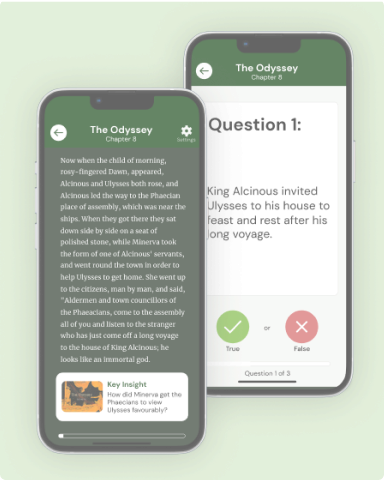 The Odyssey
Chapter 8
Settings
Now when the child of morning,
rosy-fingered Dawn, appeared,
Alcinous and Ulysses both rose, and
Alcinous led the way to the Phaecian
place of assembly, which was near the
ships. When they got there they sat
down side by side on a seat of
polished stone, while Minerva took
the form of one of Alcinous' servants,
and went round the town in order to
help Ulysses to get home. She went up
to the citizens, man by man, and said,
"Aldermen and town councillors of
the Phaeacians, come to the assembly
all of you and listen to the stranger
who has just come off a long voyage
to the house of King Alcinous; he
looks like an immortal god.
Key Insight
How did Minerva get the
Phaecians to view
Ulysses favourably?
The Odyssey
Chapter 8
Question 1:
King Alcinous invited
Ulysses to his house to
feast and rest after his
long voyage.
or
True
False
Question 1 of 3